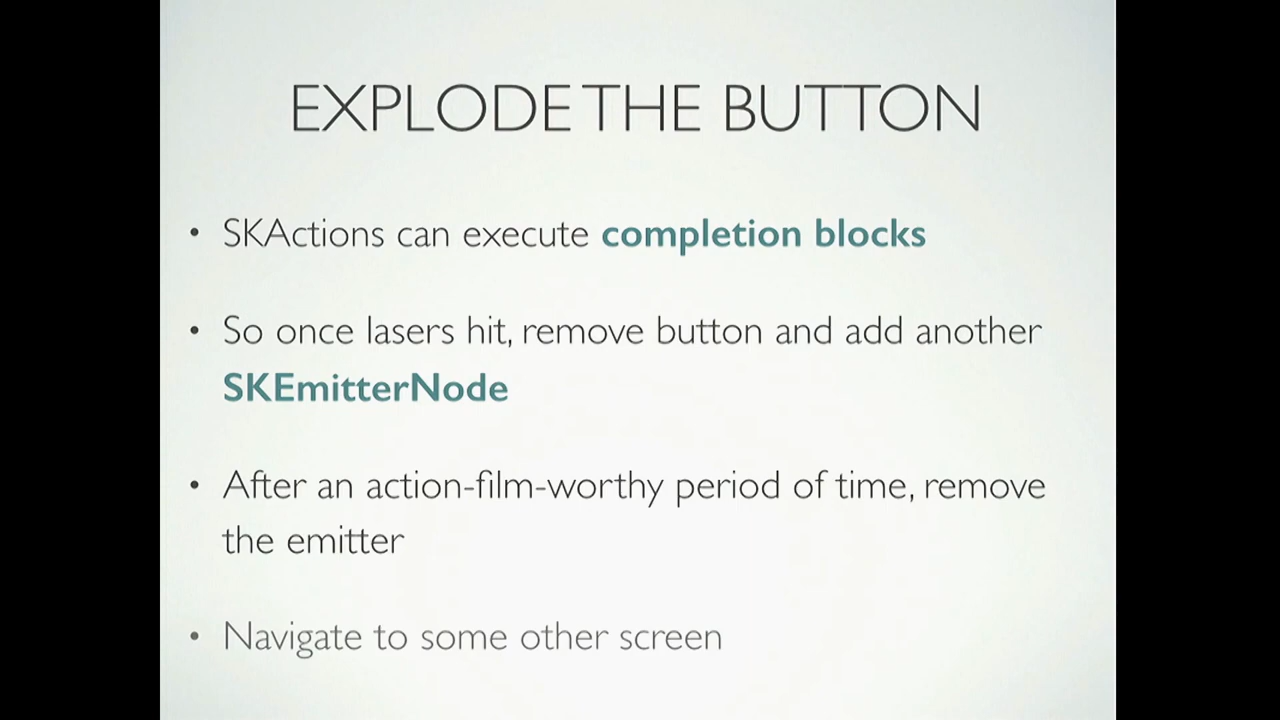 EXPLODE THE BUTTON
• SKActions can execute completion blocks
• So once lasers hit, remove button and add another
SKEmitterNode
• After an action-film-worthy period of time, remove
the emitter
• Navigate to some other screen